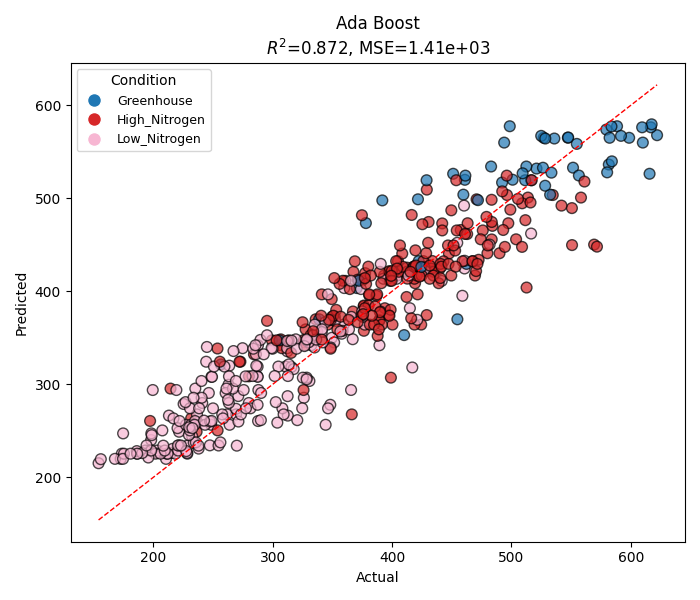 Ada Boost
R²=0.872, MSE=1.41e+03
Condition
Greenhouse
High_Nitrogen
Low_Nitrogen
600
500
400
300
200
Predicted
200 300 400 500 600
Actual